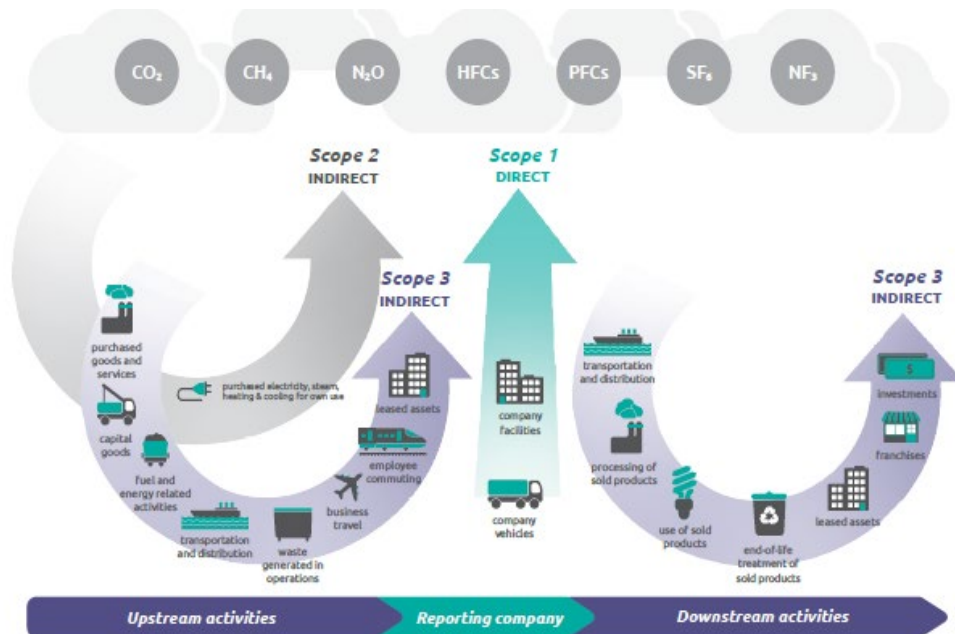 CO₂
CH₄
N₂O
HFCs
PFCs
SF₆
NF₃
Scope 2
INDIRECT
Scope 1
DIRECT
Scope 3
INDIRECT
Scope 3
INDIRECT
purchased
goods and
services
capital
goods
fuel and
energy related
activities
purchased electricity, steam,
heating & cooling for own use
transportation
and distribution
waste
generated in
operations
business
travel
employee
commuting
leased assets
company
facilities
company
vehicles
transportation
and distribution
processing of
sold products
use of sold
products
end-of-life
treatment of
sold products
leased assets
franchises
$
investments
Upstream activities
Reporting company
Downstream activities